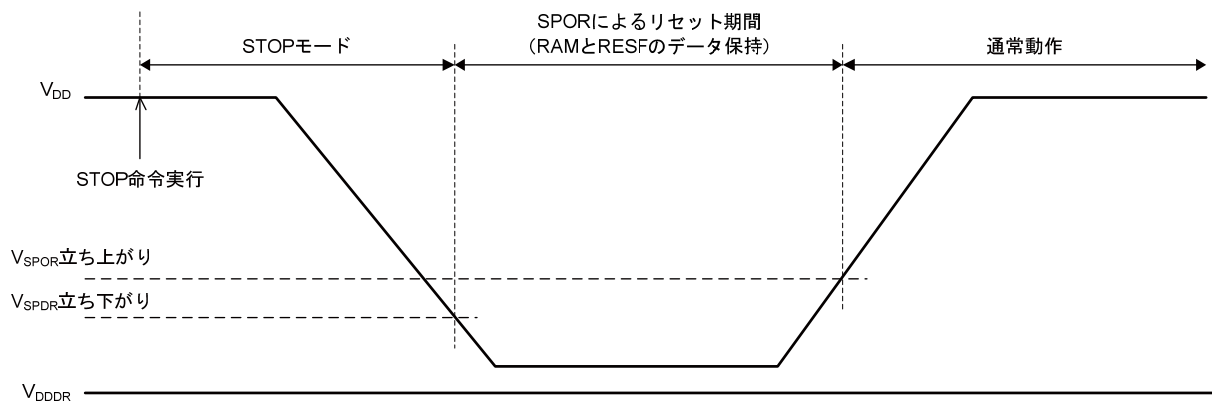 SPORによるリセット期間
STOPモード
(RAMとRESFのデータ保持)
通常動作
VDD
STOP命令実行
VSPOR立ち上がり
VSPDR立ち下がり
VDDDR